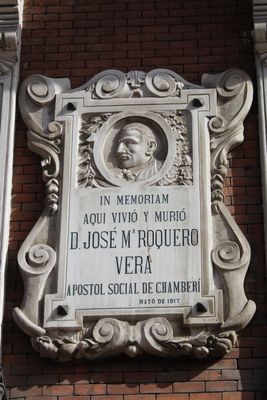 IN MEMORIAM
AQUI VIVIÓ Y MURIÓ
D. JOSÉ Mª ROQUERO
VERA
APOSTOL SOCIAL DE CHAMBERÍ
MAYO DE 1917